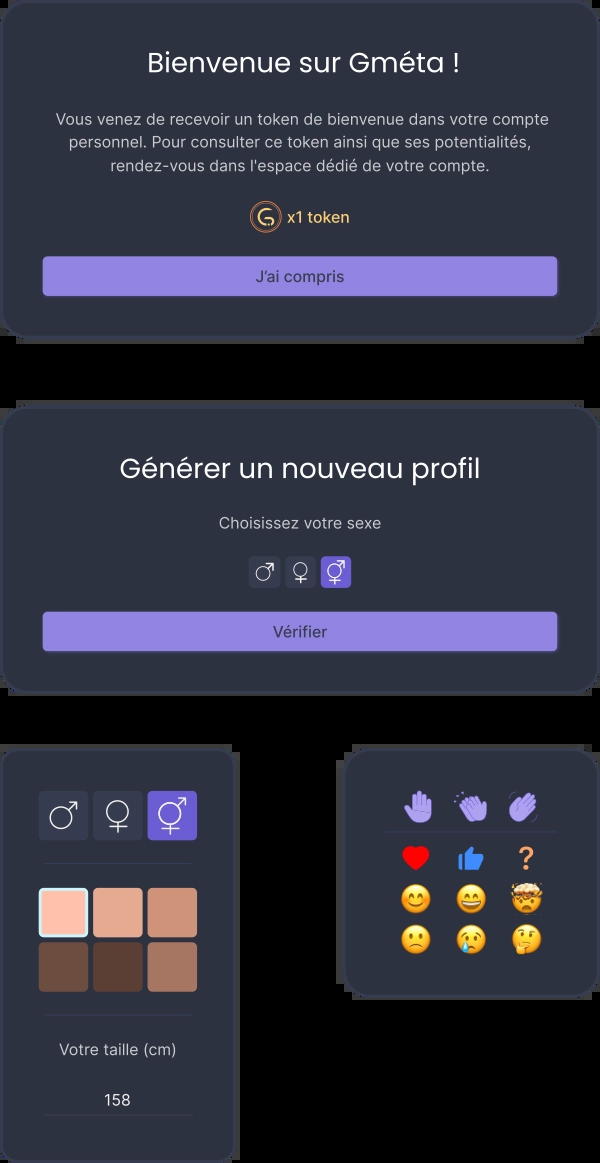 Bienvenue sur Gméta !
Vous venez de recevoir un token de bienvenue dans votre compte
personnel. Pour consulter ce token ainsi que ses potentialités,
rendez-vous dans l'espace dédié de votre compte.
x1 token
J'ai compris
Générer un nouveau profil
Choisissez votre sexe
Vérifier
Votre taille (cm)
158